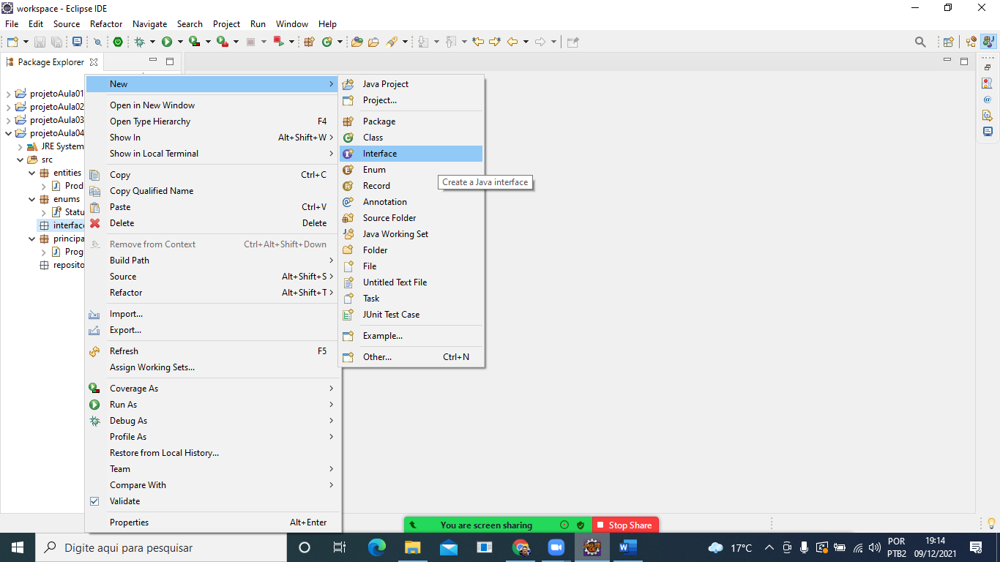 workspace - Eclipse IDE
File Edit Source Refactor Navigate Search Project Run Window Help
Package Explorer
projetoAula01
projetoAula02
projetoAula03
projetoAula04
JRE System
src
entities
Prod
enums
Statu
interface
principa
Prog
reposito
New
Open in New Window
Open Type Hierarchy F4
Show In Alt+Shift+W
Show in Local Terminal
Copy Ctrl+C
Copy Qualified Name
Paste Ctrl+V
Delete Delete
Remove from Context Ctrl+Alt+Shift+Down
Build Path
Source Alt+Shift+S
Refactor Alt+Shift+T
Import...
Export...
Refresh F5
Assign Working Sets...
Coverage As
Run As
Debug As
Profile As
Restore from Local History...
Team
Compare With
Validate
Properties Alt+Enter
Java Project
Project...
Package
Class
Interface
Enum
Record
Annotation
Source Folder
Java Working Set
Folder
File
Untitled Text File
Task
JUnit Test Case
Example...
Other... Ctrl+N
Create a Java interface
You are screen sharing Stop Share
Digite aqui para pesquisar
17°C
POR
PTB2
19:14
09/12/2021